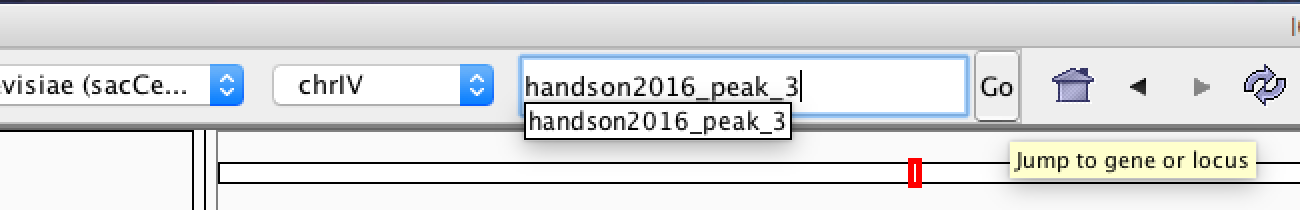 visiae (sacCe...
chrIV
handson2016_peak_3
Go
handson2016_peak_3
Jump to gene or locus